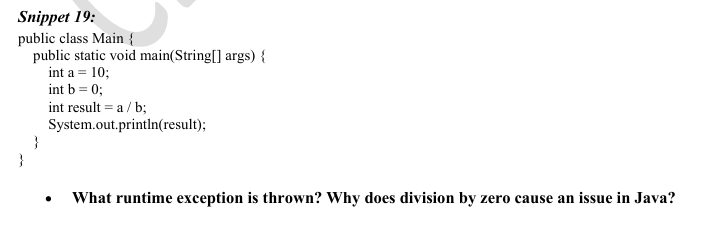 Snippet 19:
public class Main {
public static void main(String[] args) {
int a = 10;
int b = 0;
int result = a / b;
System.out.println(result);
}
}
• What runtime exception is thrown? Why does division by zero cause an issue in Java?